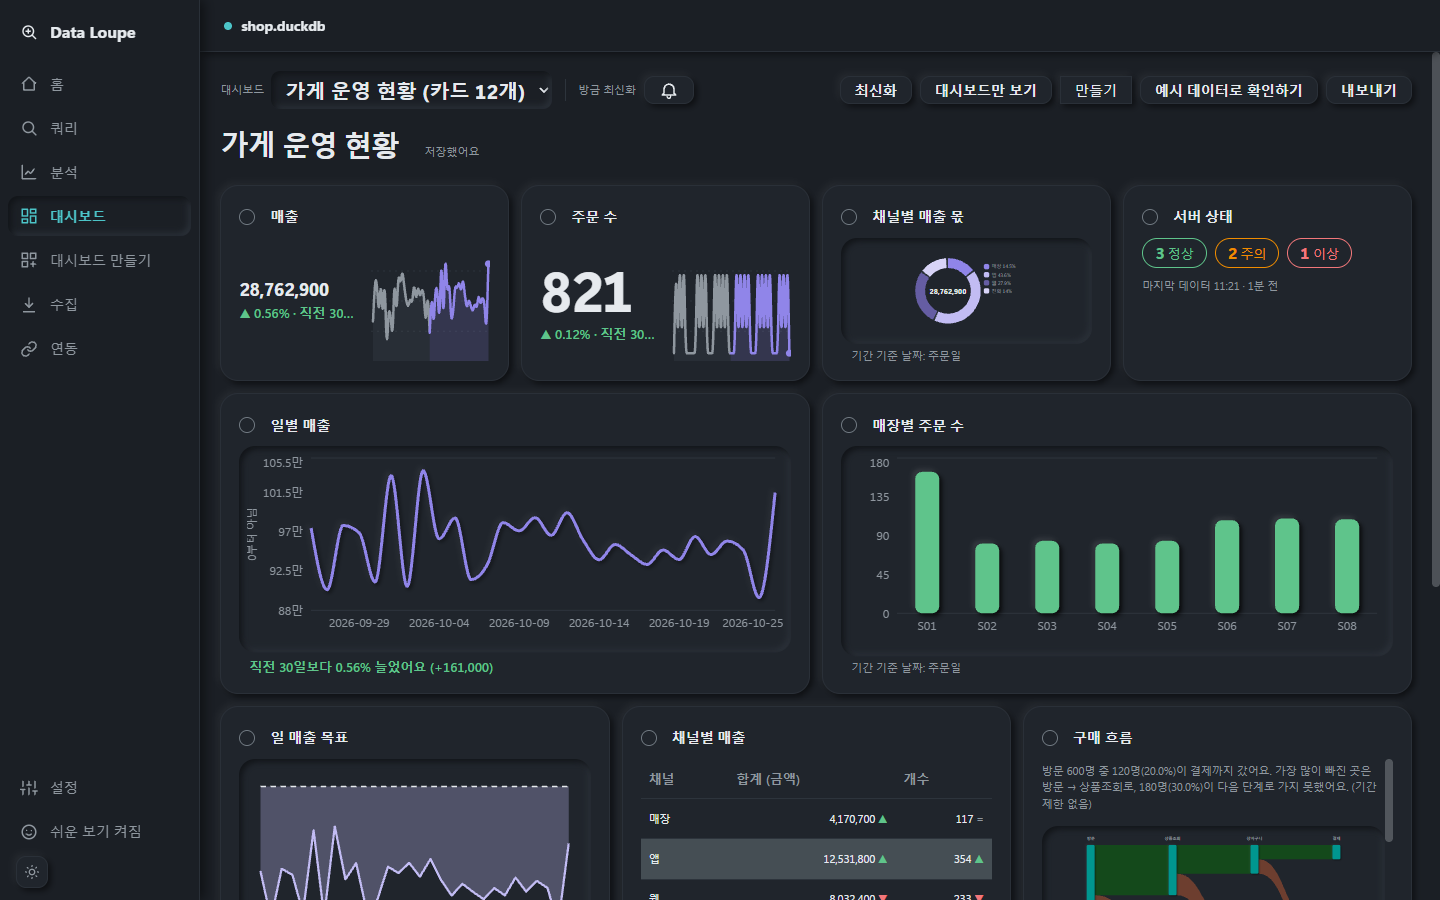 Data Loupe
홈
쿼리
분석
대시보드
대시보드 만들기
수집
연동
설정
쉬운 보기 켜짐
shop.duckdb
대시보드 가게 운영 현황 (카드 12개) 방금 최신화 최신화 대시보드만 보기 만들기 예시 데이터로 확인하기 내보내기
가게 운영 현황 저장했어요
매출
28,762,900
▲ 0.56% · 직전 30...
주문 수
821
▲ 0.12% · 직전 30...
채널별 매출 몫
28,762,900
기간 기준 날짜: 주문일
서버 상태
3 정상 2 주의 1 이상
마지막 데이터 11:21 · 1분 전
일별 매출
105.5만
101.5만
97만
92.5만
88만
0부터 아님
2026-09-29 2026-10-04 2026-10-09 2026-10-14 2026-10-19 2026-10-25
직전 30일보다 0.56% 늘었어요 (+161,000)
매장별 주문 수
180
135
90
45
0
S01 S02 S03 S04 S05 S06 S07 S08
기간 기준 날짜: 주문일
일 매출 목표
채널별 매출
채널 합계 (금액) 개수
매장 4,170,700 ▲ 117 =
앱 12,531,800 ▲ 354 ▲
웹 8,032,400 ▼ 233 ▼
구매 흐름
방문 600명 중 120명(20.0%)이 결제까지 갔어요. 가장 많이 빠진 곳은
방문 → 상품조회로, 180명(30.0%)이 다음 단계로 가지 못했어요. (기간
제한 없음)